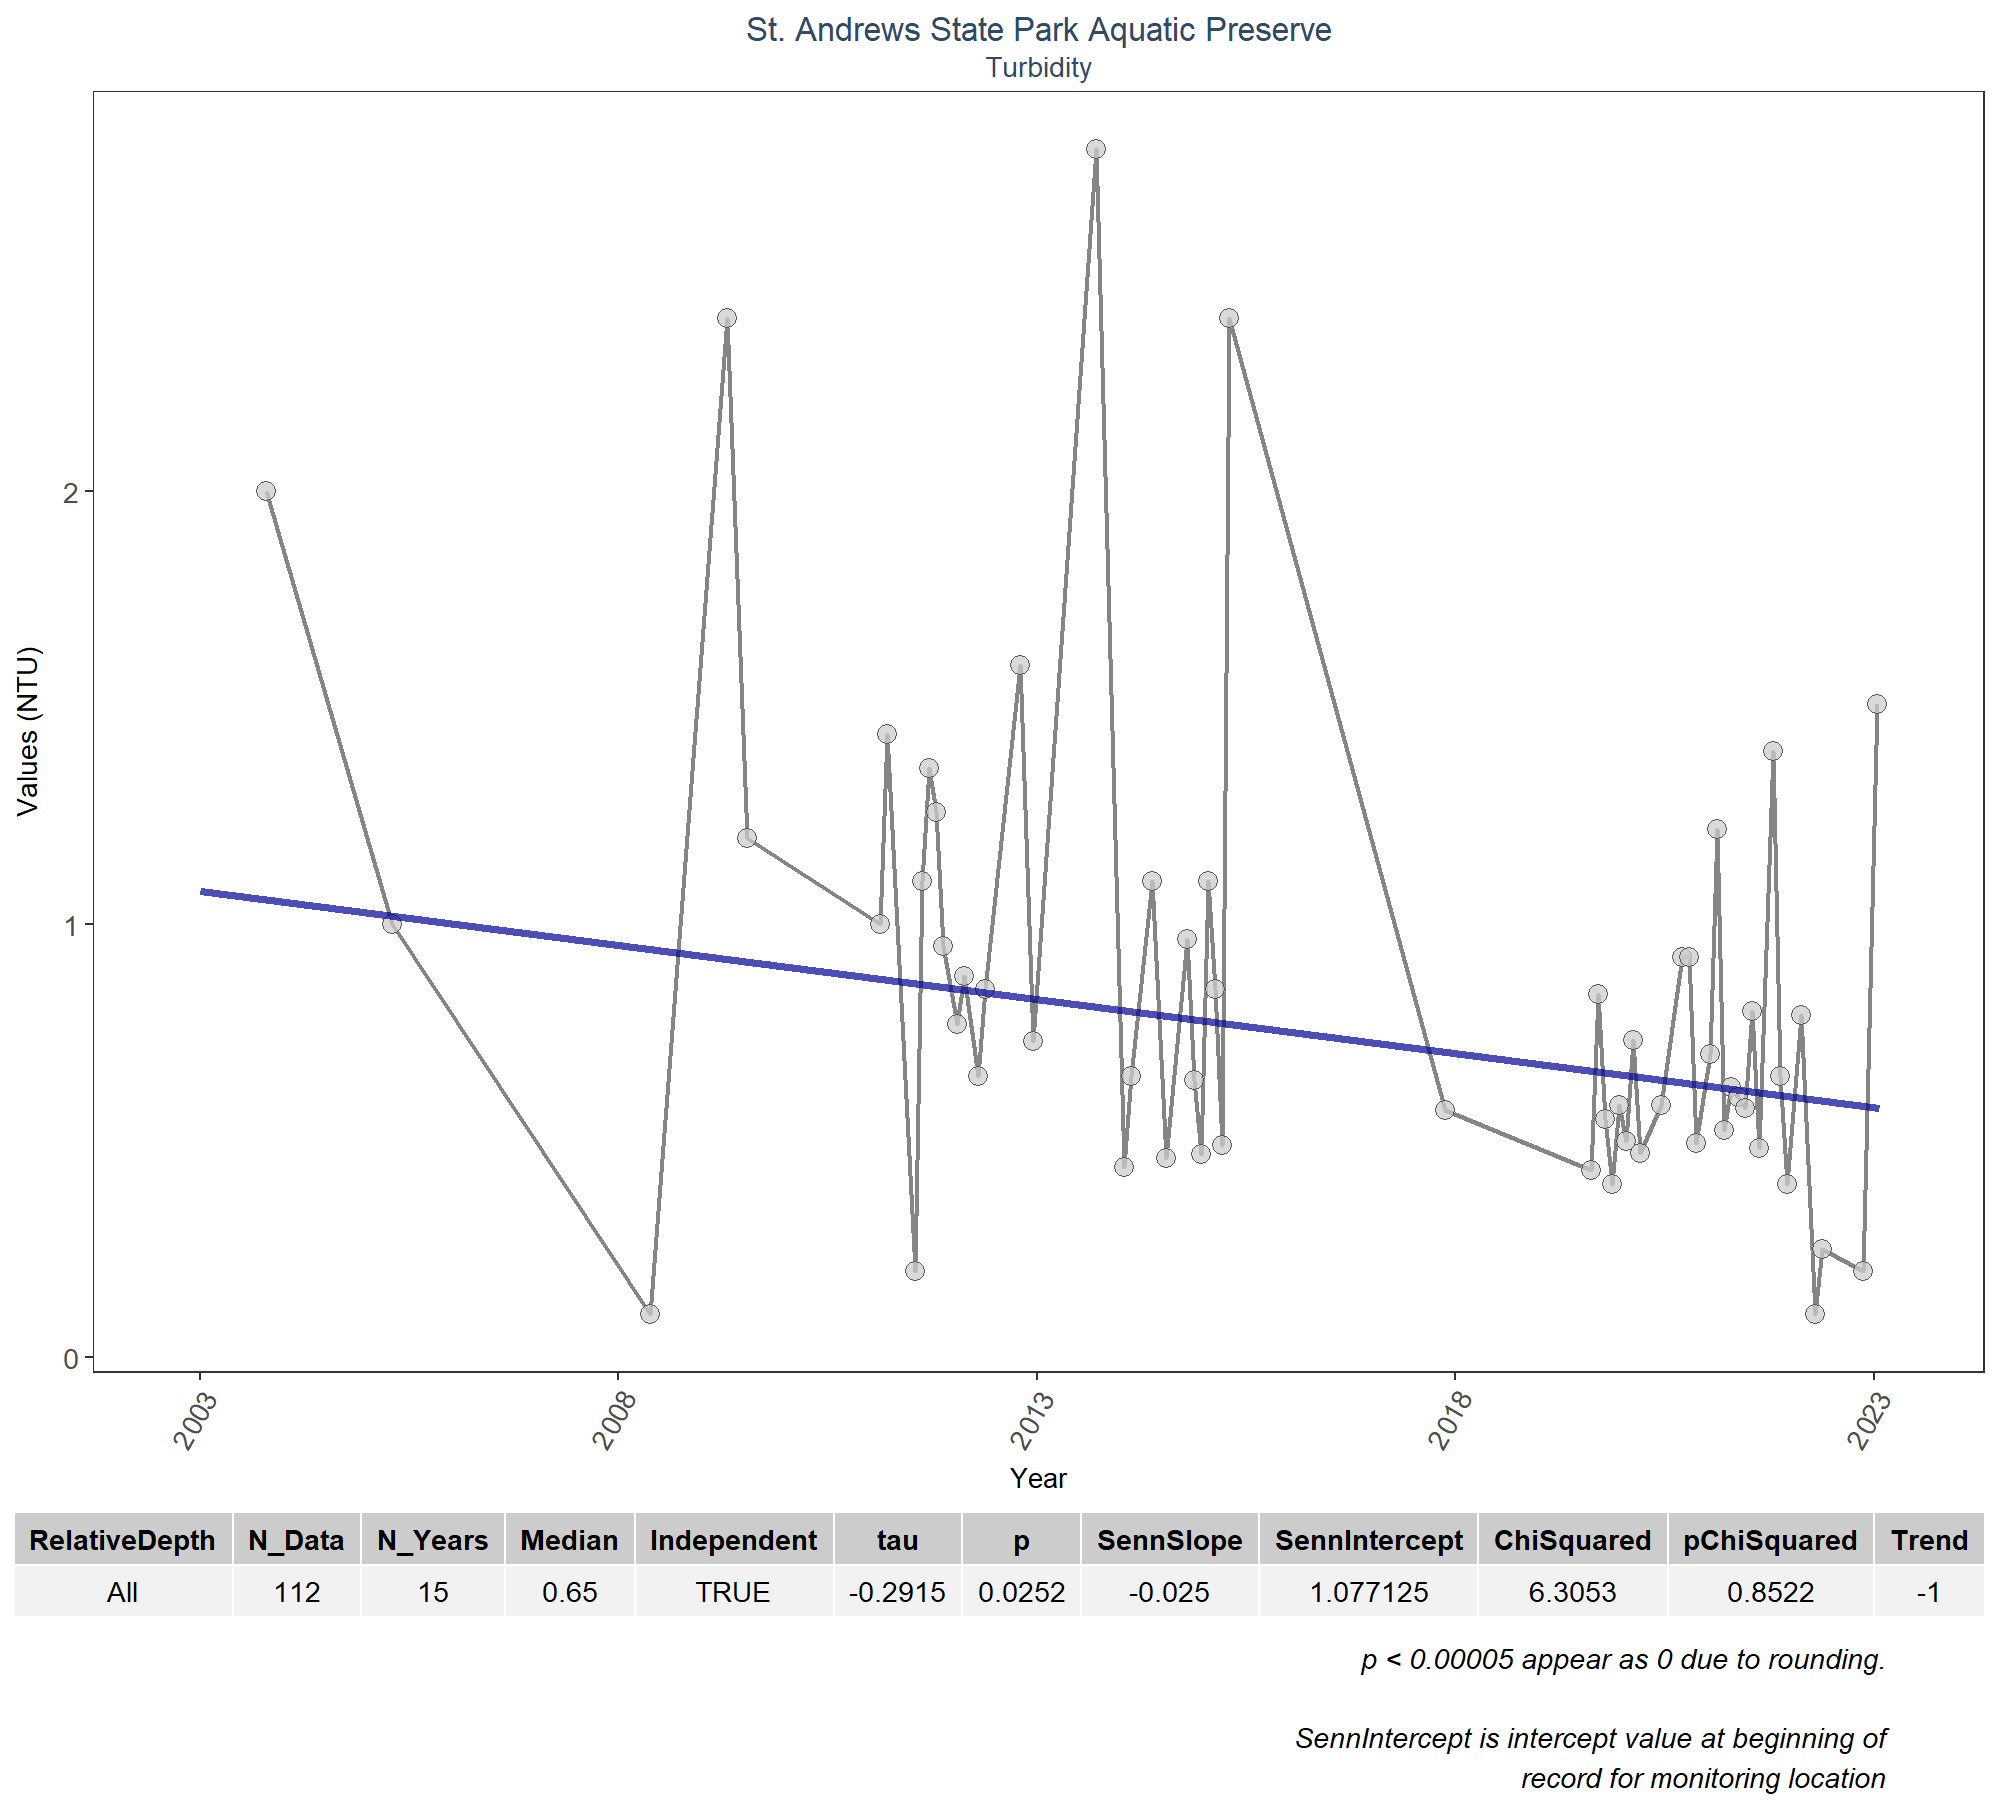 St. Andrews State Park Aquatic Preserve
Turbidity
Values (NTU)
2
1
0
2003 2008 2013 2018 2023
Year
RelativeDepth N_Data N_Years Median Independent tau p SennSlope SennIntercept ChiSquared pChiSquared Trend
All 112 15 0.65 TRUE -0.2915 0.0252 -0.025 1.077125 6.3053 0.8522 -1
p < 0.00005 appear as 0 due to rounding.
SennIntercept is intercept value at beginning of
record for monitoring location